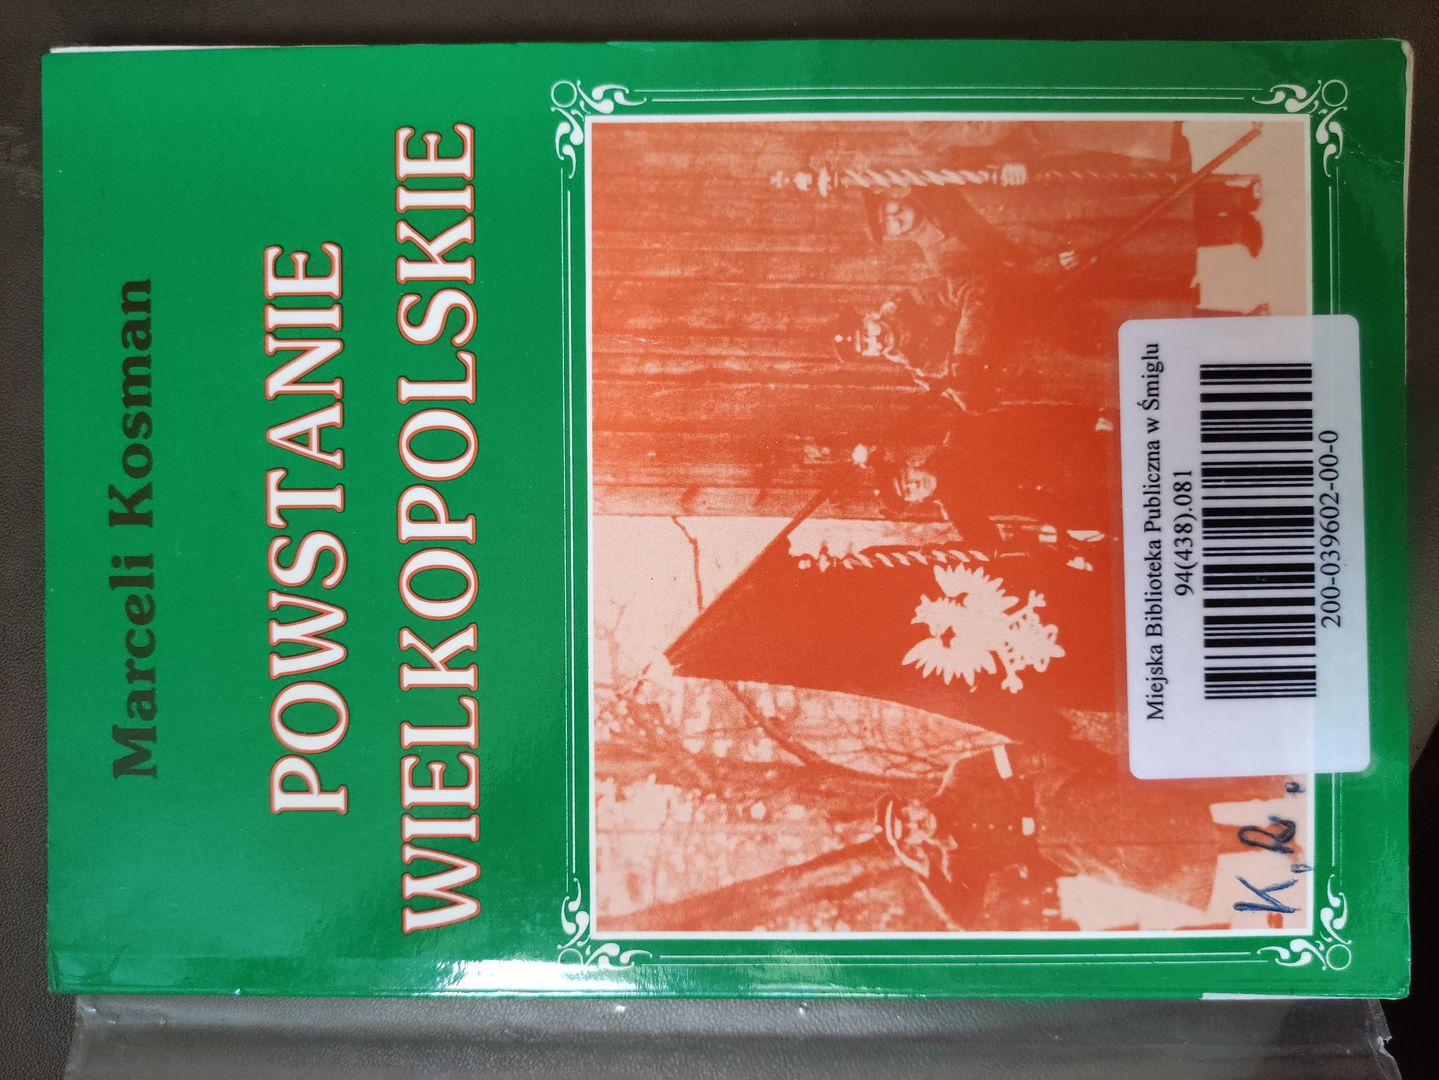 Marceli Kosman
POWSTANIE
WIELKOPOLSKIE
Miejska Biblioteka Publiczna w Śmiglu
94(438).081
200-039602-00-0